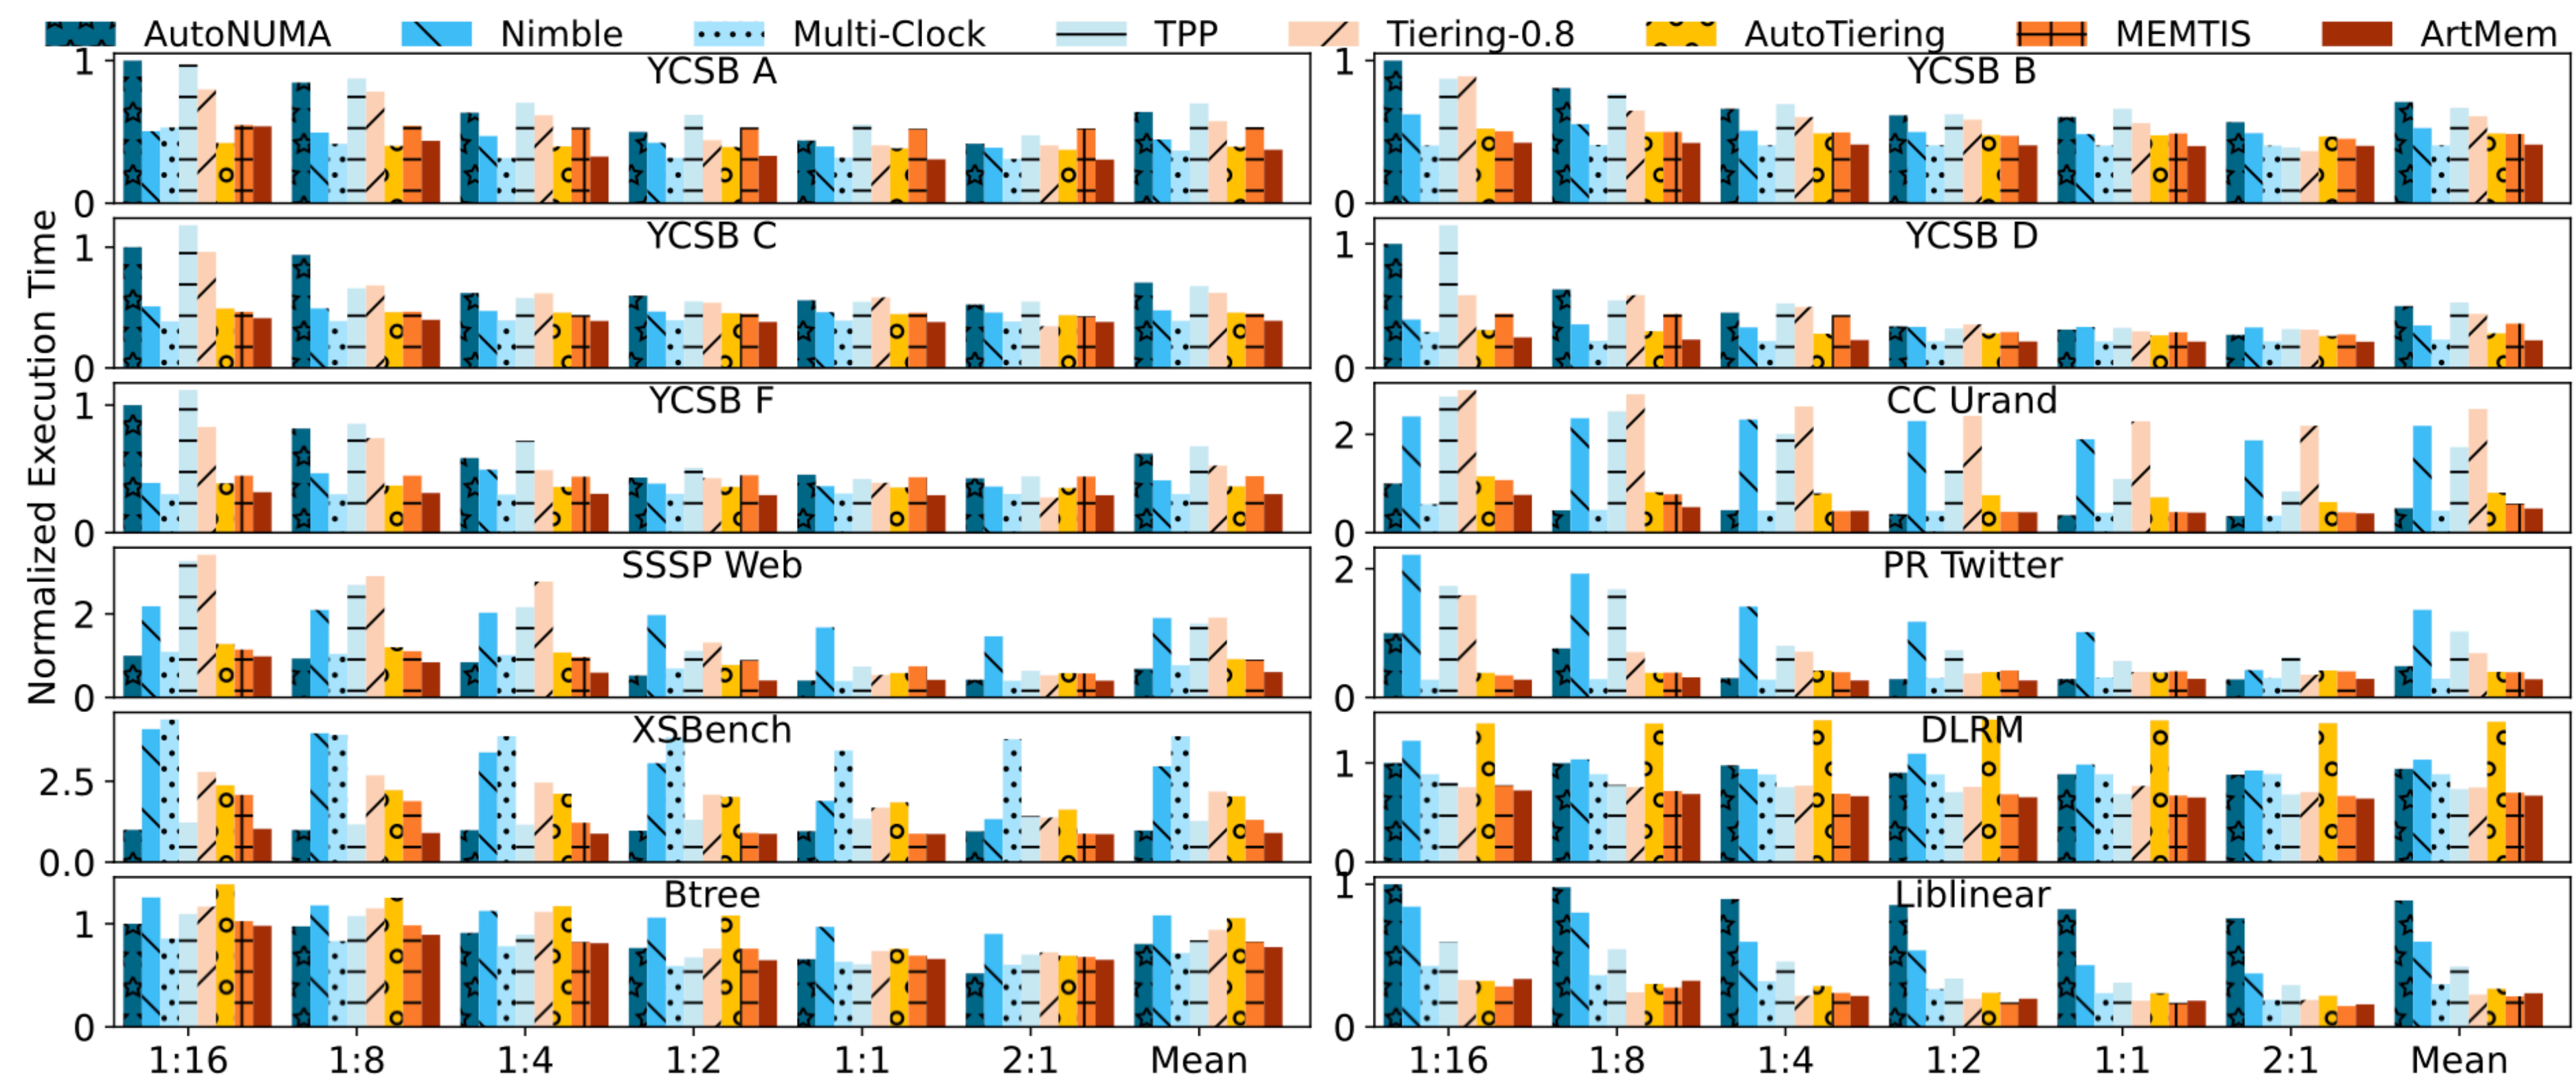 AutoNUMA Nimble Multi-Clock TPP Tiering-0.8 AutoTiering MEMTIS ArtMem
Normalized Execution Time
YCSB A
1
0
YCSB B
1
0
YCSB C
1
0
YCSB D
1
0
YCSB F
1
0
CC Urand
2
0
SSSP Web
2
0
PR Twitter
2
0
XSBench
2.5
0.0
DLRM
1
0
Btree
1
0
Liblinear
1
0
1:16 1:8 1:4 1:2 1:1 2:1 Mean
1:16 1:8 1:4 1:2 1:1 2:1 Mean